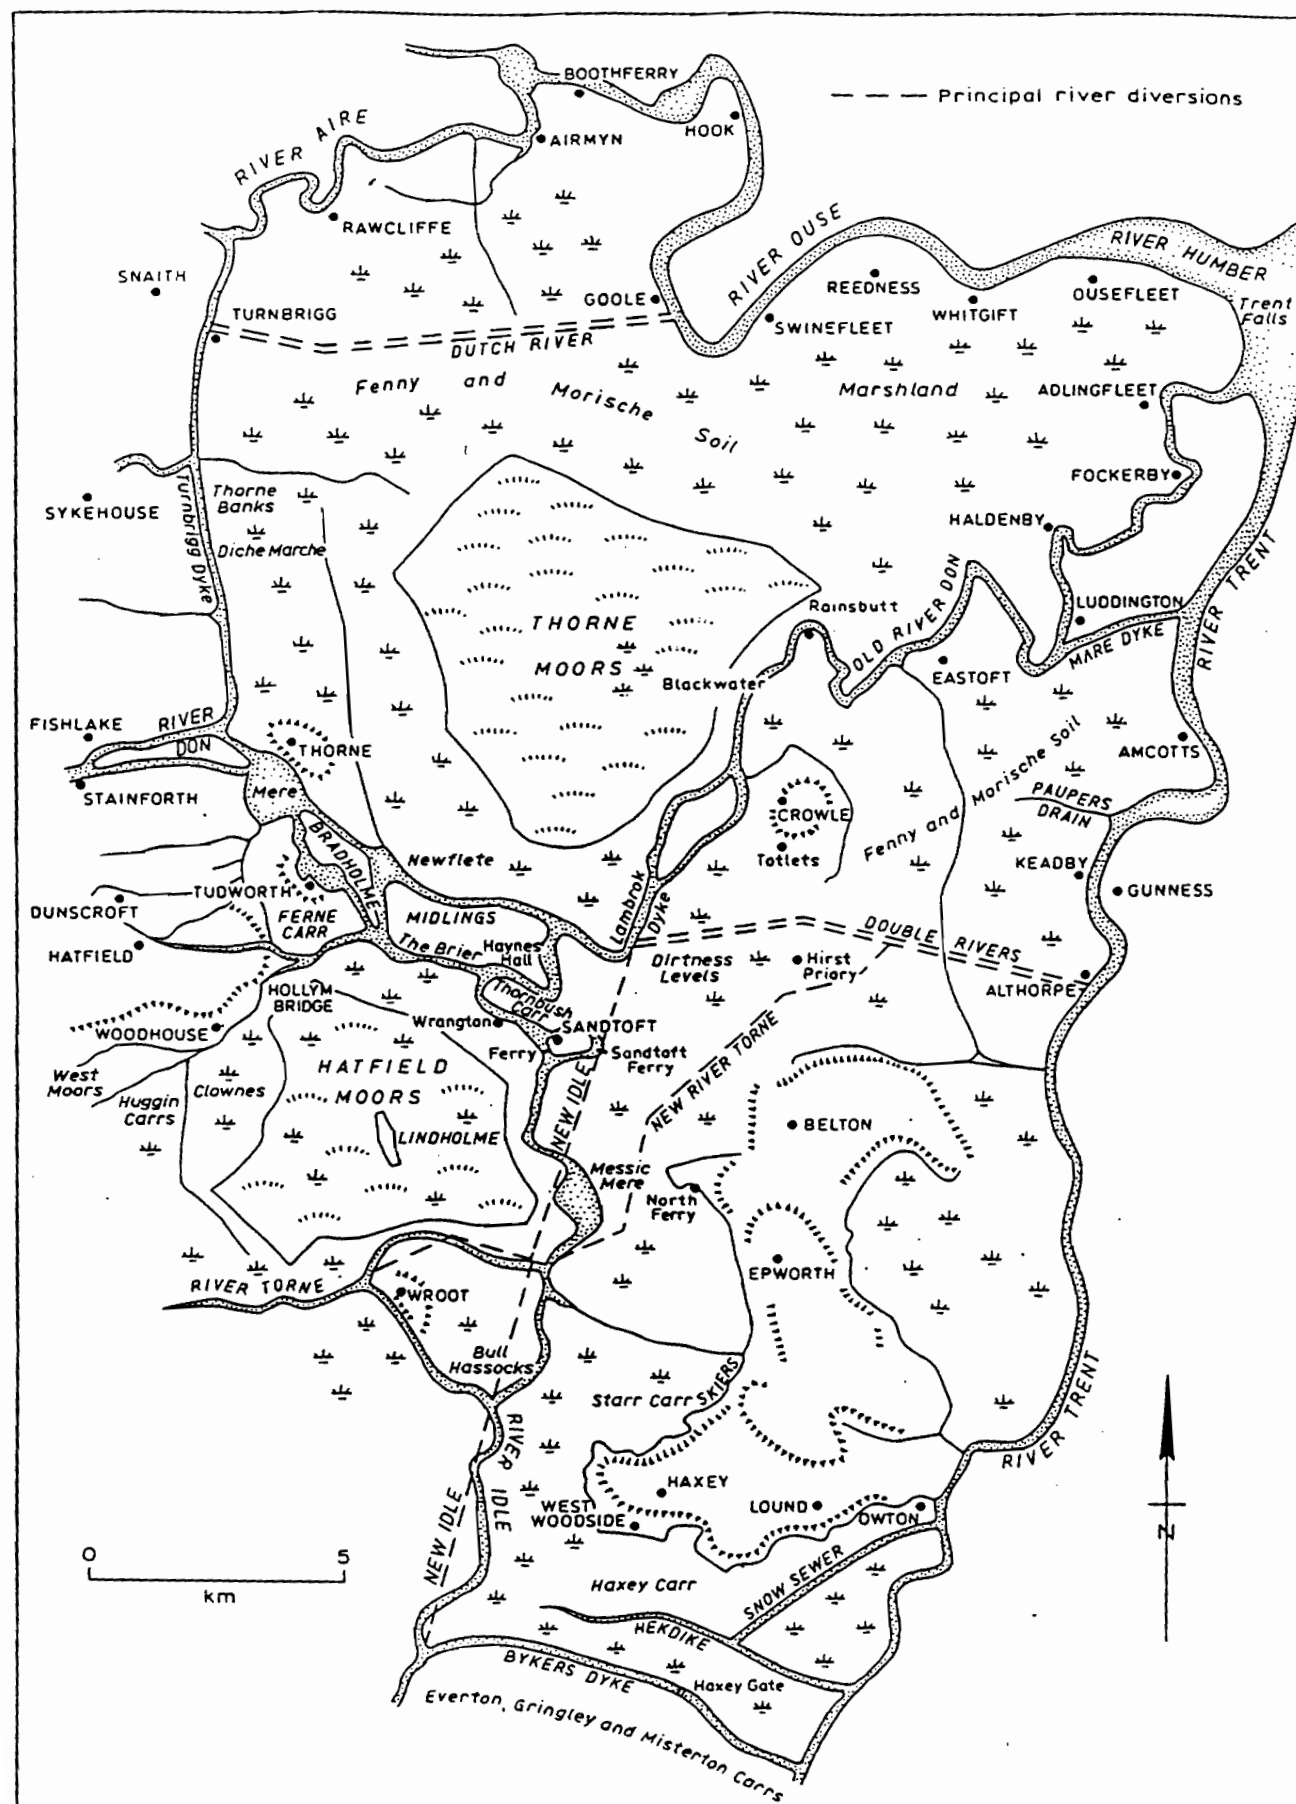 BOOTHFERRY
Principal river diversions
HOOK
AIRMYN
RIVER AIRE
RAWCLIFFE
RIVER OUSE
RIVER HUMBER
SNAITH
REEDNESS
OUSEFLEET
WHITGIFT
Trent
Falls
GOOLE
SWINEFLEET
TURNBRIGG
DUTCH RIVER
Fenny and Morische Soil
Marshland
ADLINGFLEET
FOCKERBY
SYKEHOUSE
Thorne
Banks
Turnbrigg Dyke
Diche Marche
HALDENBY
THORNE
MOORS
Rainsbutt
OLD RIVER DON
LUDDINGTON
MARE DYKE
RIVER TRENT
EASTOFT
Blackwater
FISHLAKE
RIVER
DON
THORNE
AMCOTTS
STAINFORTH
Mere
Fenny and Morische Soil
PAUPERS
DRAIN
CROWLE
Totlets
BRADHOLME
Newflete
KEADBY
GUNNESS
TUDWORTH
DUNSCROFT
FERNE
CARR
MIDLINGS
Lambrok
Dyke
HATFIELD
The Brier
Haynes
Hall
DOUBLE RIVERS
Dirtness
Levels
Hirst
Priory
ALTHORPE
HOLLYM
BRIDGE
Thornbush
Carr
WOODHOUSE
Wrangton
SANDTOFT
Ferry
Sandtoft
Ferry
West
Moors
Huggin
Carrs
Clownes
HATFIELD
MOORS
LINDHOLME
NEW IDLE
NEW RIVER TORNE
BELTON
Messic
Mere
North
Ferry
EPWORTH
RIVER TORNE
WROOT
Bull
Hassocks
Starr Carr
SKIERS
RIVER IDLE
RIVER TRENT
HAXEY
WEST
WOODSIDE
LOUND
OWTON
NEW IDLE
0 5
km
Haxey Carr
SNOW SEWER
HEKDIKE
N
BYKERS DYKE
Haxey Gate
Everton, Gringley and Misterton Carrs